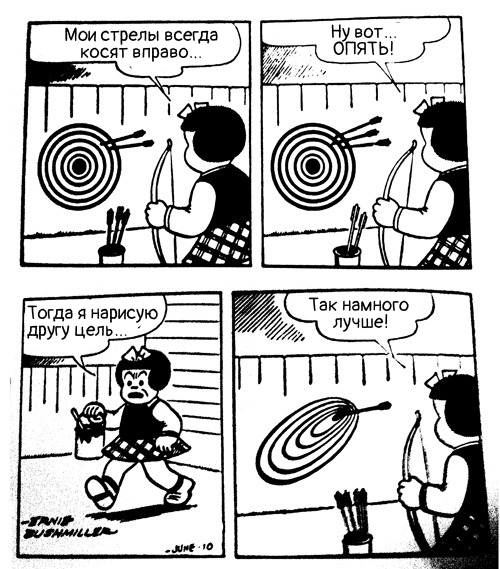 Мои стрелы всегда
косят вправо...
Ну вот...
ОПЯТЬ!
Тогда я нарисую
другу цель...
Так намного
лучше!
ERNIE
BUSHMILLER
JUNE-10